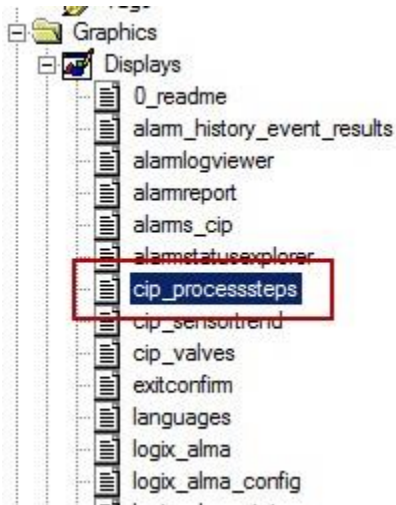 Graphics
Displays
0_readme
alarm_history_event_results
alarmlogviewer
alarmreport
alarms_cip
alarmstatusexplorer
cip_processsteps
cip_sensortrend
cip_valves
exitconfirm
languages
logix_alma
logix_alma_config